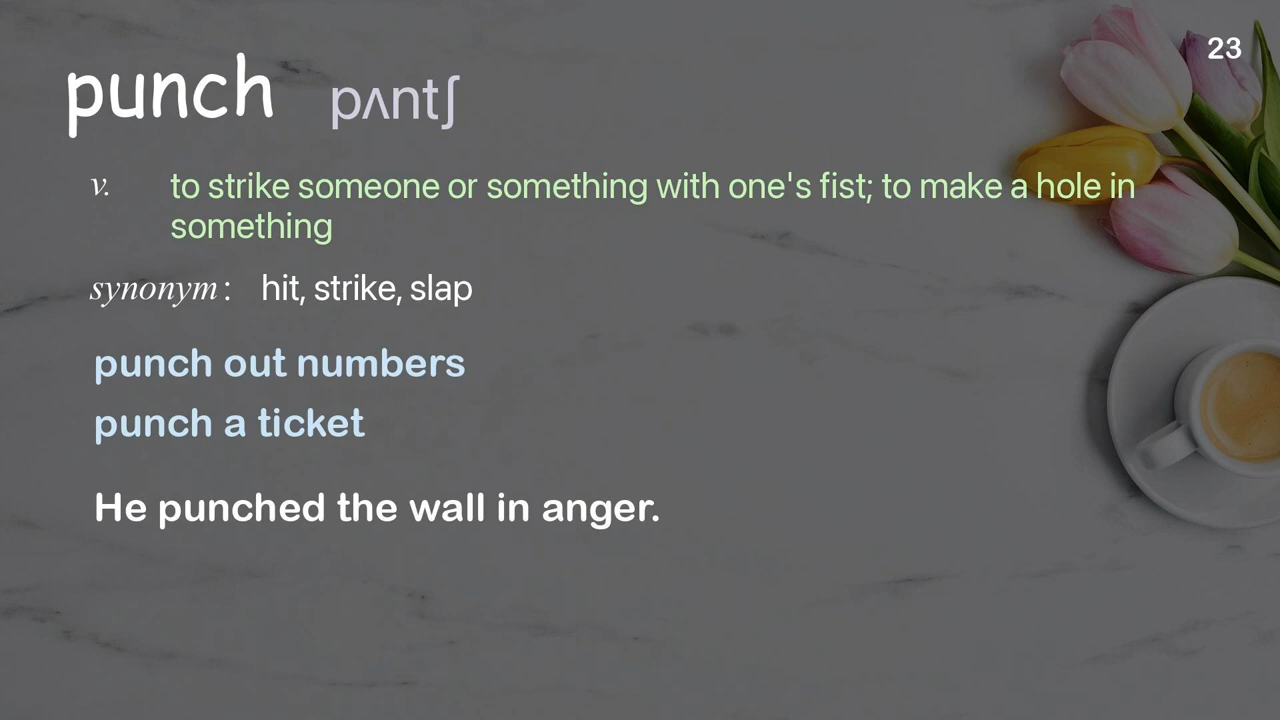 23
punch pʌntʃ
v. to strike someone or something with one's fist; to make a hole in
something
synonym: hit, strike, slap
punch out numbers
punch a ticket
He punched the wall in anger.